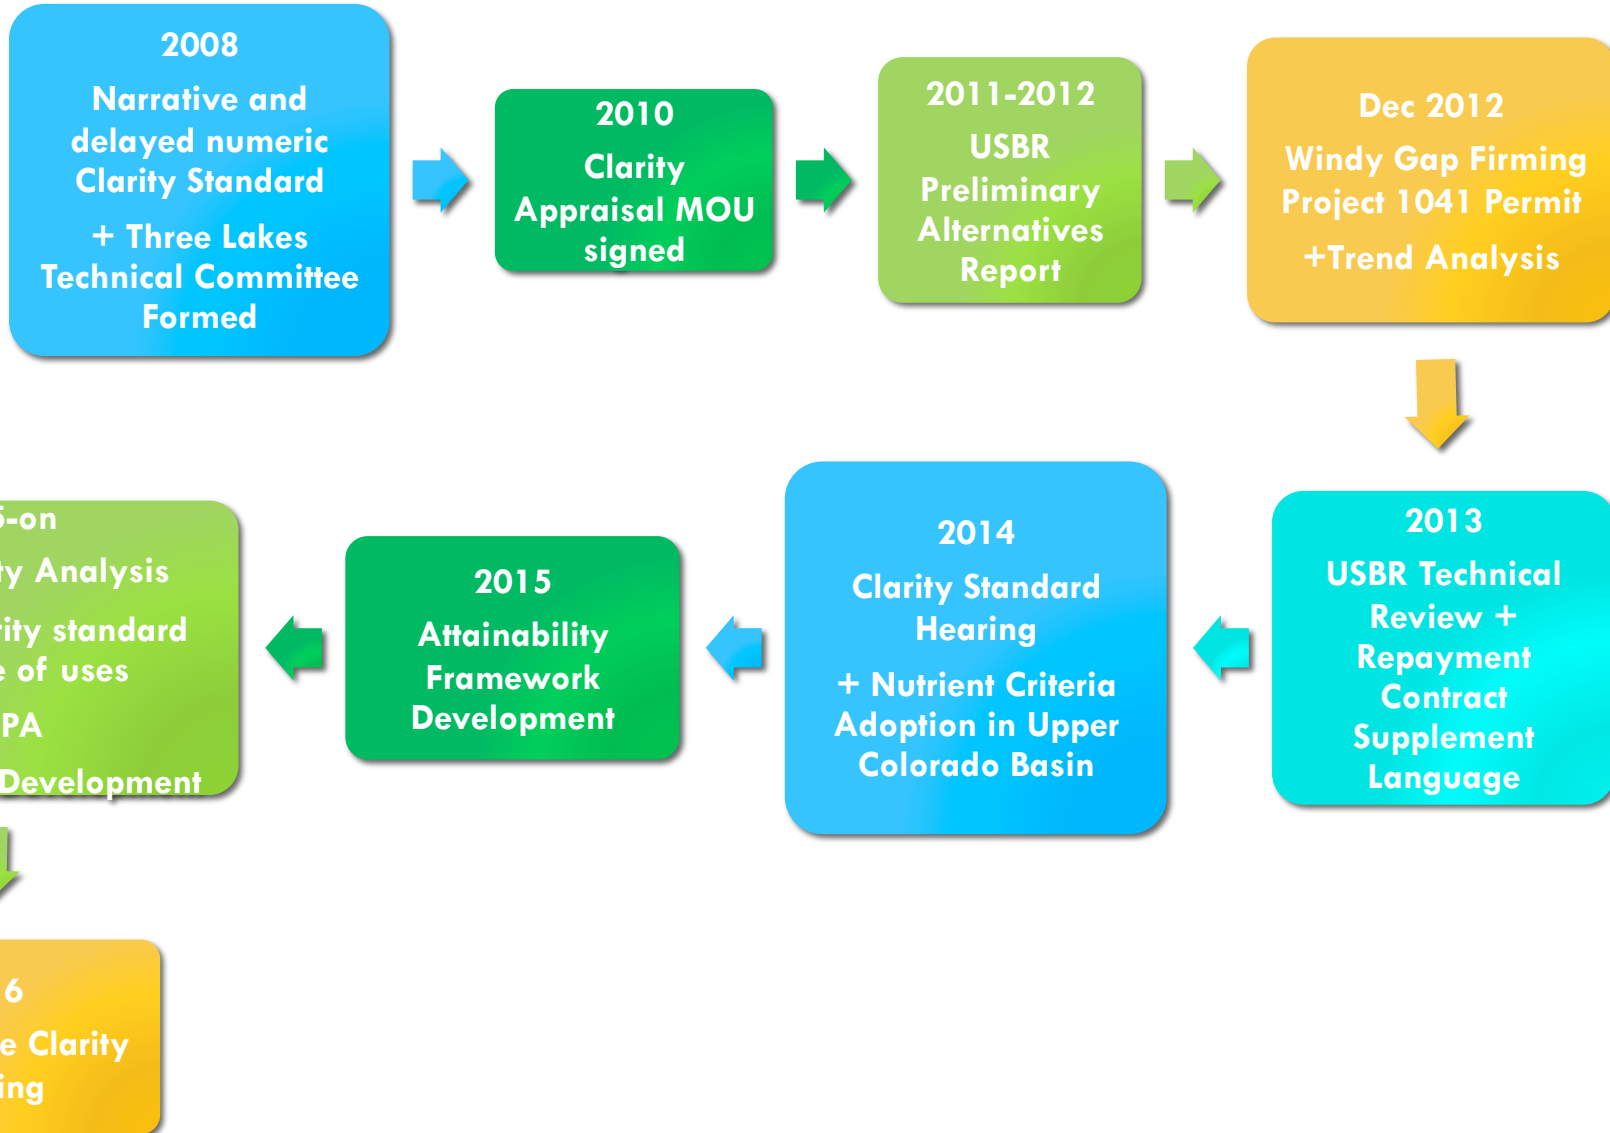 2008
Narrative and
delayed numeric
Clarity Standard
+ Three Lakes
Technical Committee
Formed
2010
Clarity
Appraisal MOU
signed
2011-2012
USBR
Preliminary
Alternatives
Report
Dec 2012
Windy Gap Firming
Project 1041 Permit
+Trend Analysis
2013
USBR Technical
Review +
Repayment
Contract
Supplement
Language
2014
Clarity Standard
Hearing
+ Nutrient Criteria
Adoption in Upper
Colorado Basin
2015
Attainability
Framework
Development
-on
Analysis
standard
of uses
PA
Development
6
Clarity